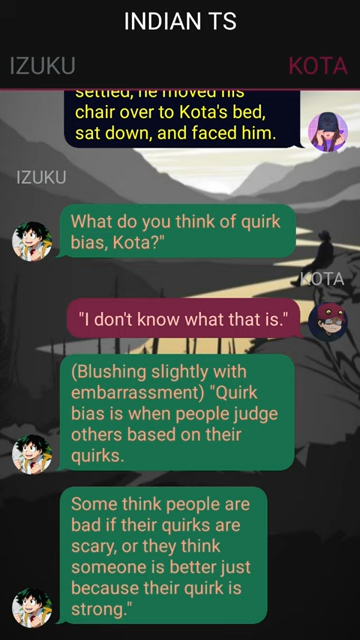 INDIAN TS
IZUKU
KOTA
settled, he moved his
chair over to Kota's bed,
sat down, and faced him.
IZUKU
What do you think of quirk
bias, Kota?"
KOTA
"I don't know what that is."
(Blushing slightly with
embarrassment) "Quirk
bias is when people judge
others based on their
quirks.
Some think people are
bad if their quirks are
scary, or they think
someone is better just
because their quirk is
strong."